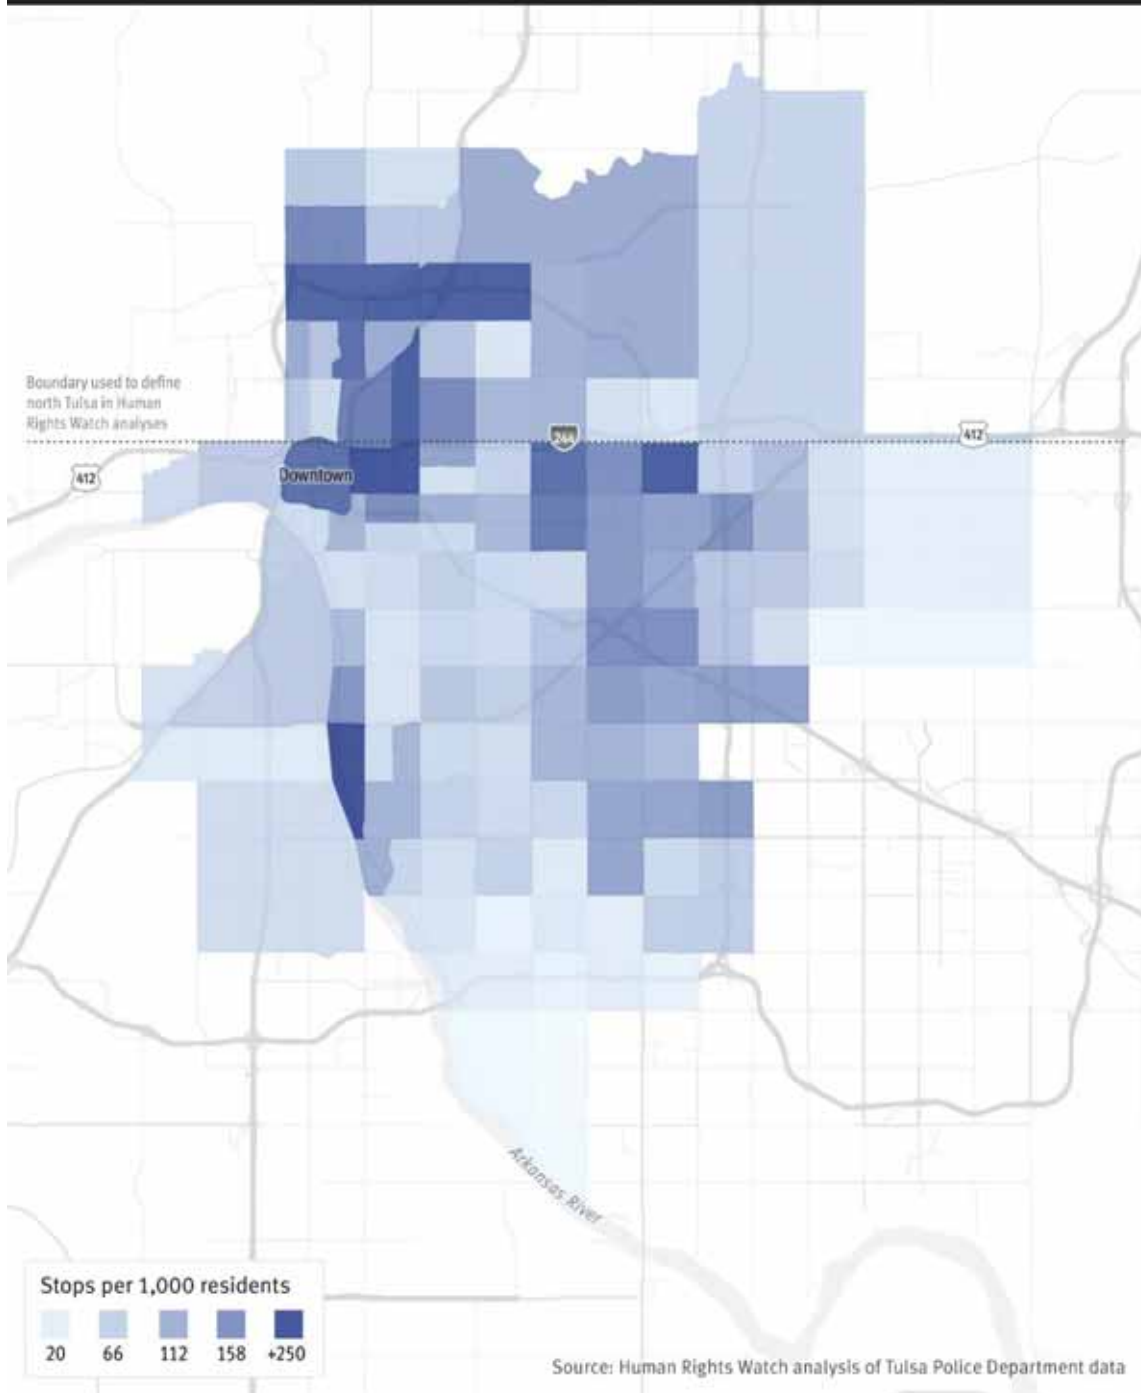 Boundary used to define
north Tulsa in Human
Rights Watch analyses
244
412
412
Downtown
Arkansas River
Stops per 1,000 residents
20 66 112 158 +250
Source: Human Rights Watch analysis of Tulsa Police Department data